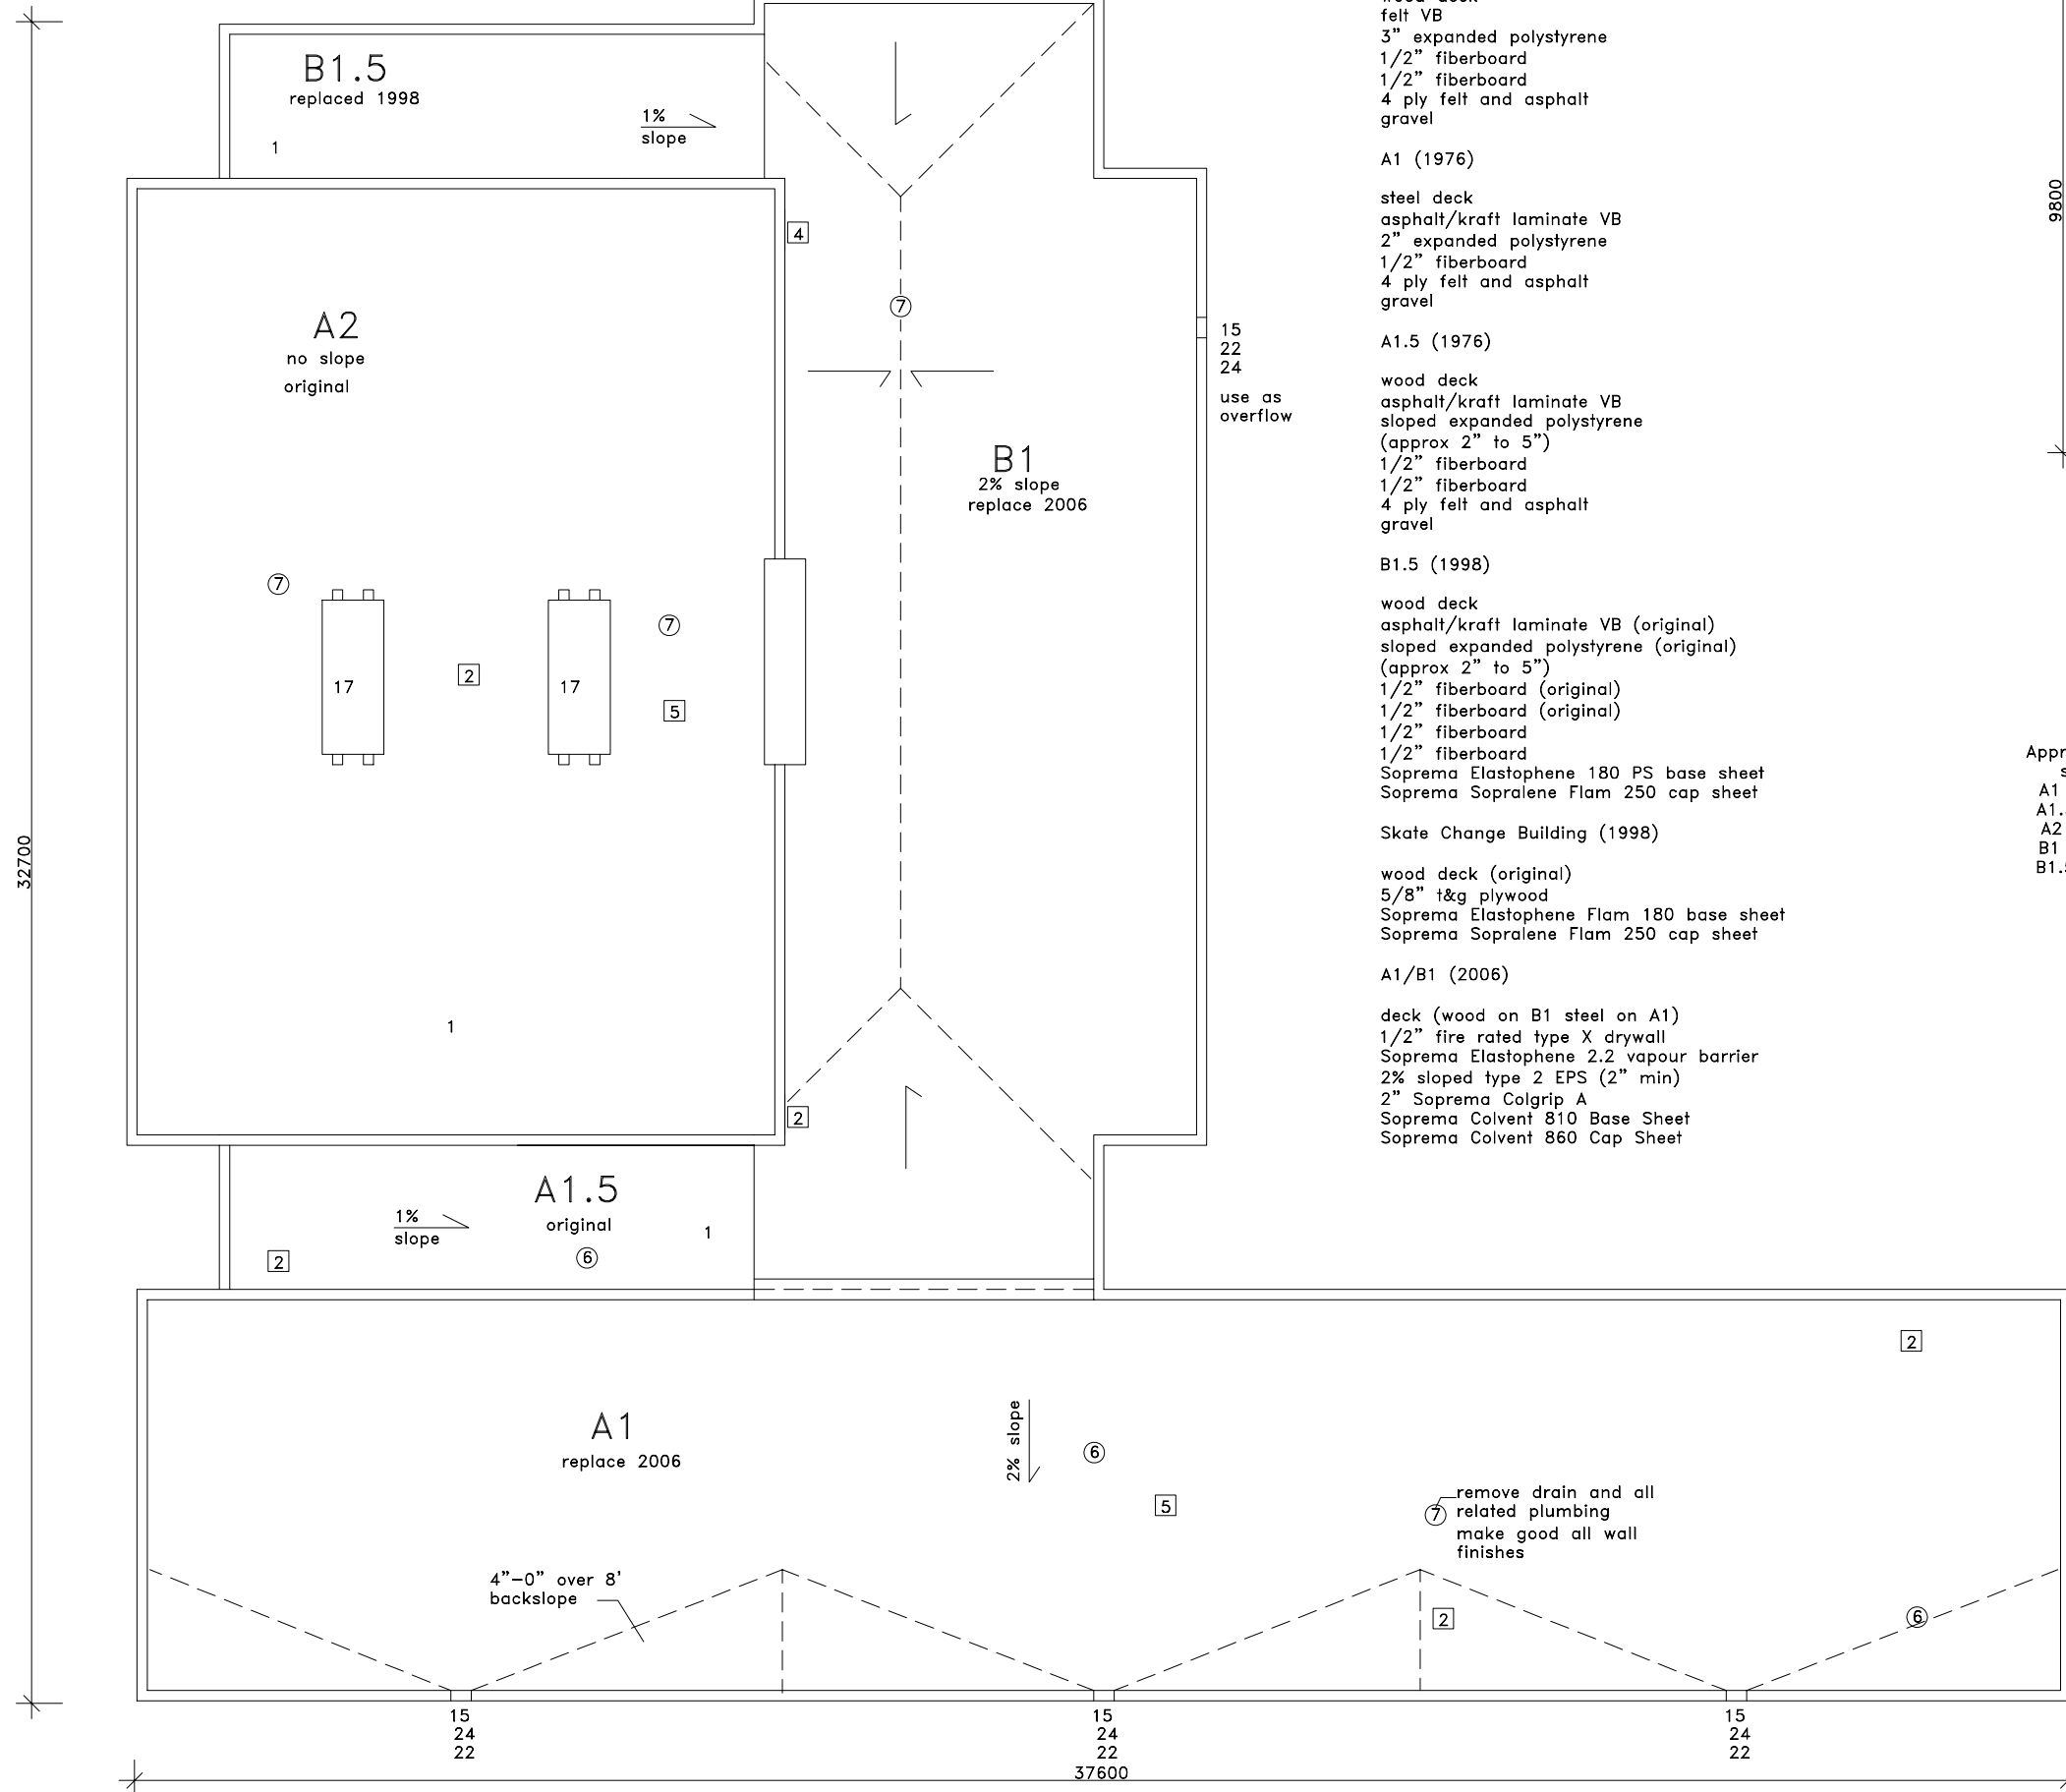 B1.5
replaced 1998
1%
slope
1
4
A2
no slope
original
7
15
22
24
use as
overflow
B1
2% slope
replace 2006
7
7
17
2
17
5
1
2
A1.5
original
1%
slope
1
2
6
2
A1
replace 2006
2% slope
6
5
7
remove drain and all
related plumbing
make good all wall
finishes
4”-0” over 8'
backslope
2
6
15
24
22
15
24
22
15
24
22
37600
32700
felt VB
3” expanded polystyrene
1/2” fiberboard
1/2” fiberboard
4 ply felt and asphalt
gravel
A1 (1976)
steel deck
asphalt/kraft laminate VB
2” expanded polystyrene
1/2” fiberboard
4 ply felt and asphalt
gravel
A1.5 (1976)
wood deck
asphalt/kraft laminate VB
sloped expanded polystyrene
(approx 2” to 5”)
1/2” fiberboard
1/2” fiberboard
4 ply felt and asphalt
gravel
B1.5 (1998)
wood deck
asphalt/kraft laminate VB (original)
sloped expanded polystyrene (original)
(approx 2” to 5”)
1/2” fiberboard (original)
1/2” fiberboard (original)
1/2” fiberboard
1/2” fiberboard
Soprema Elastophene 180 PS base sheet
Soprema Sopralene Flam 250 cap sheet
Skate Change Building (1998)
wood deck (original)
5/8” t&g plywood
Soprema Elastophene Flam 180 base sheet
Soprema Sopralene Flam 250 cap sheet
A1/B1 (2006)
deck (wood on B1 steel on A1)
1/2” fire rated type X drywall
Soprema Elastophene 2.2 vapour barrier
2% sloped type 2 EPS (2” min)
2” Soprema Colgrip A
Soprema Colvent 810 Base Sheet
Soprema Colvent 860 Cap Sheet
9800
A1
A2
B1